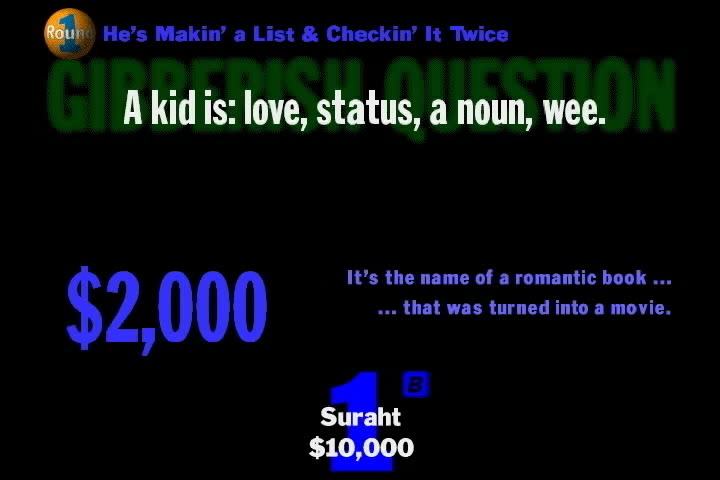 Round 1 He's Makin' a List & Checkin' It Twice
GIBBERISH QUESTION
A kid is: love, status, a noun, wee.
$2,000
It's the name of a romantic book ...
... that was turned into a movie.
1 B
Suraht
$10,000